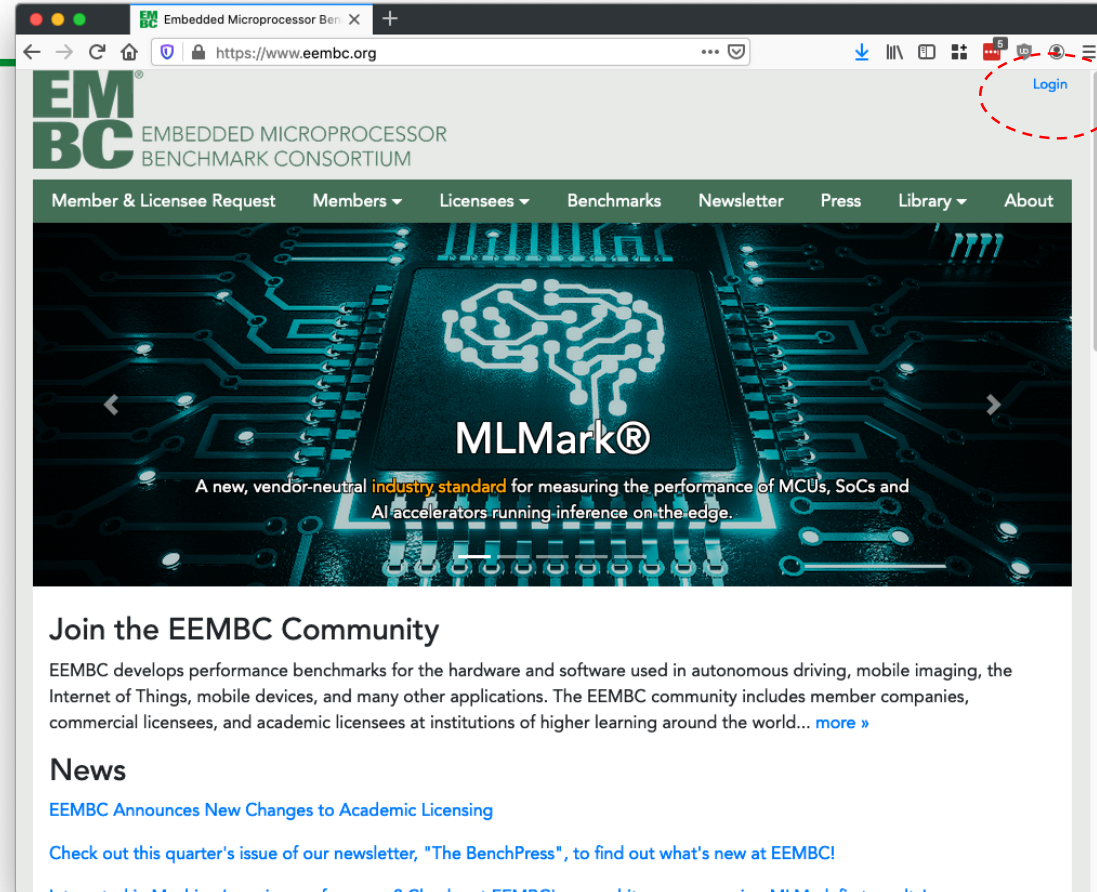 EM BC Embedded Microprocessor Ben
https://www.eembc.org
5
Login
EM®
BC
EMBEDDED MICROPROCESSOR
BENCHMARK CONSORTIUM
Member & Licensee Request Members Licensees Benchmarks Newsletter Press Library About
MLMark®
A new, vendor-neutral industry standard for measuring the performance of MCUs, SoCs and
AI accelerators running inference on the edge.
Join the EEMBC Community
EEMBC develops performance benchmarks for the hardware and software used in autonomous driving, mobile imaging, the
Internet of Things, mobile devices, and many other applications. The EEMBC community includes member companies,
commercial licensees, and academic licensees at institutions of higher learning around the world... more »
News
EEMBC Announces New Changes to Academic Licensing
Check out this quarter's issue of our newsletter, "The BenchPress", to find out what's new at EEMBC!